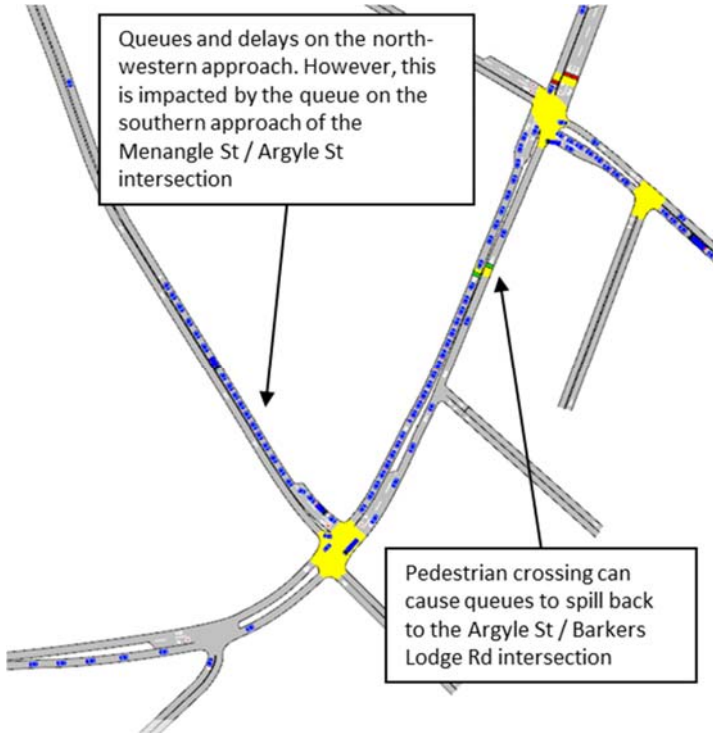 Queues and delays on the north-
western approach. However, this
is impacted by the queue on the
southern approach of the
Menangle St / Argyle St
intersection
Pedestrian crossing can
cause queues to spill back
to the Argyle St / Barkers
Lodge Rd intersection